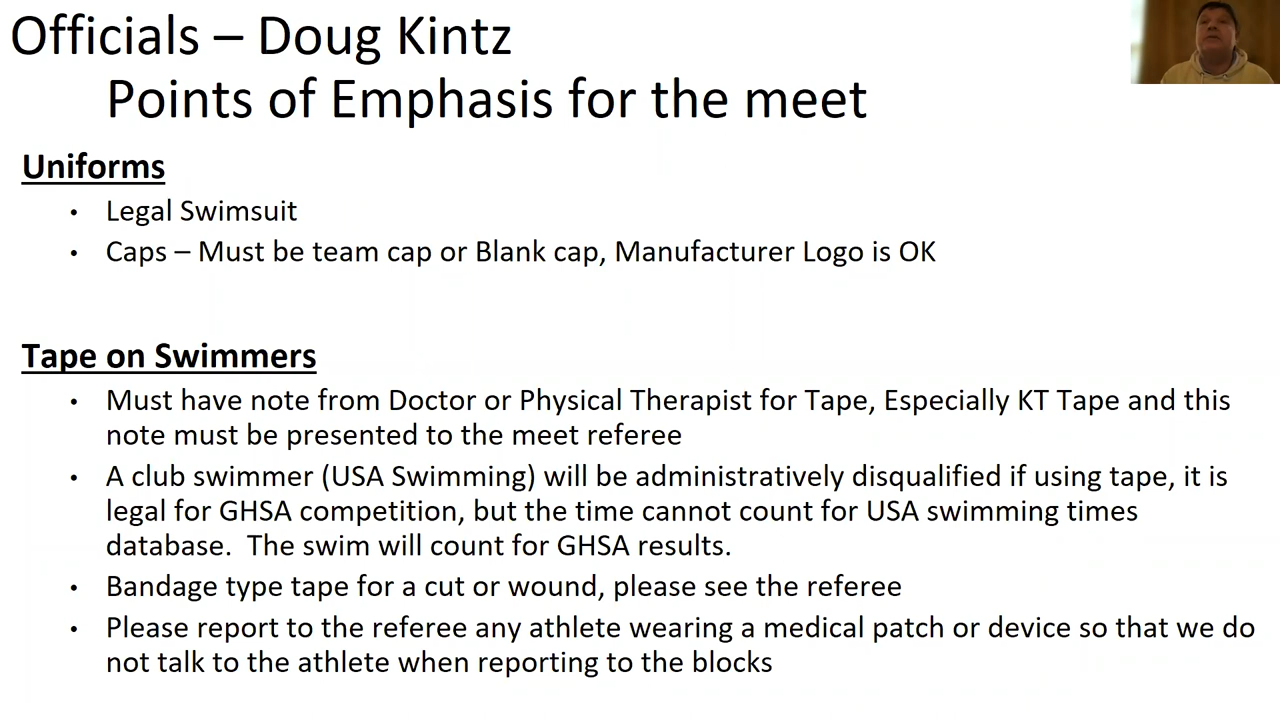 Officials – Doug Kintz
Points of Emphasis for the meet
Uniforms
• Legal Swimsuit
• Caps – Must be team cap or Blank cap, Manufacturer Logo is OK
Tape on Swimmers
• Must have note from Doctor or Physical Therapist for Tape, Especially KT Tape and this
note must be presented to the meet referee
• A club swimmer (USA Swimming) will be administratively disqualified if using tape, it is
legal for GHSA competition, but the time cannot count for USA swimming times
database.  The swim will count for GHSA results.
• Bandage type tape for a cut or wound, please see the referee
• Please report to the referee any athlete wearing a medical patch or device so that we do
not talk to the athlete when reporting to the blocks